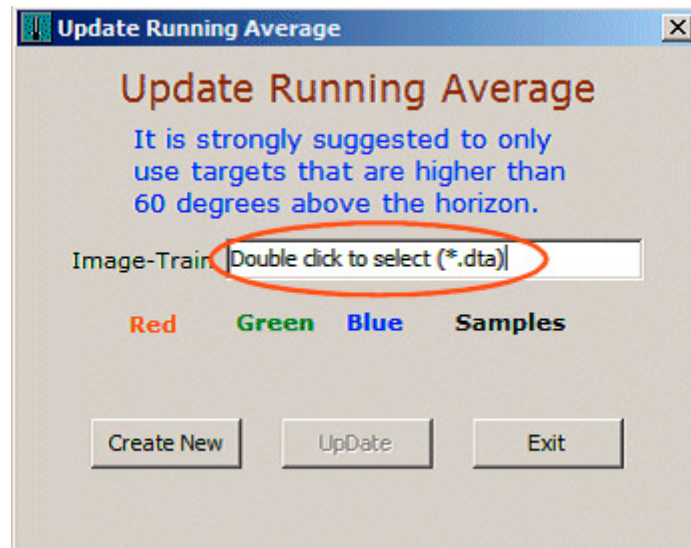 Update Running Average
Update Running Average
It is strongly suggested to only
use targets that are higher than
60 degrees above the horizon.
Image-Train Double click to select (*.dta)
Red Green Blue Samples
Create New UpDate Exit